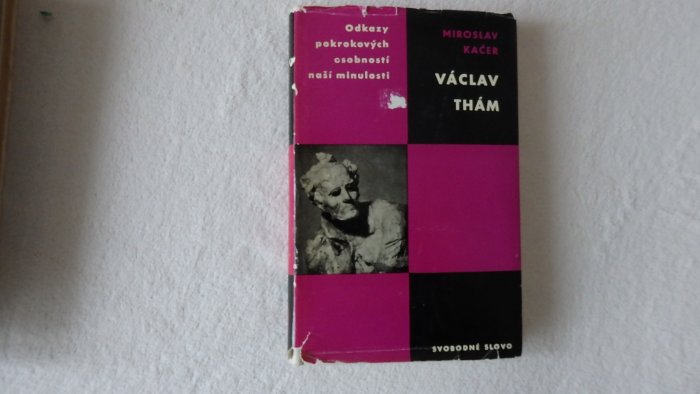 Odkazy
pokrokových
osobností
naší minulosti
MIROSLAV
KAČER
VÁCLAV
THÁM
SVOBODNÉ SLOVO